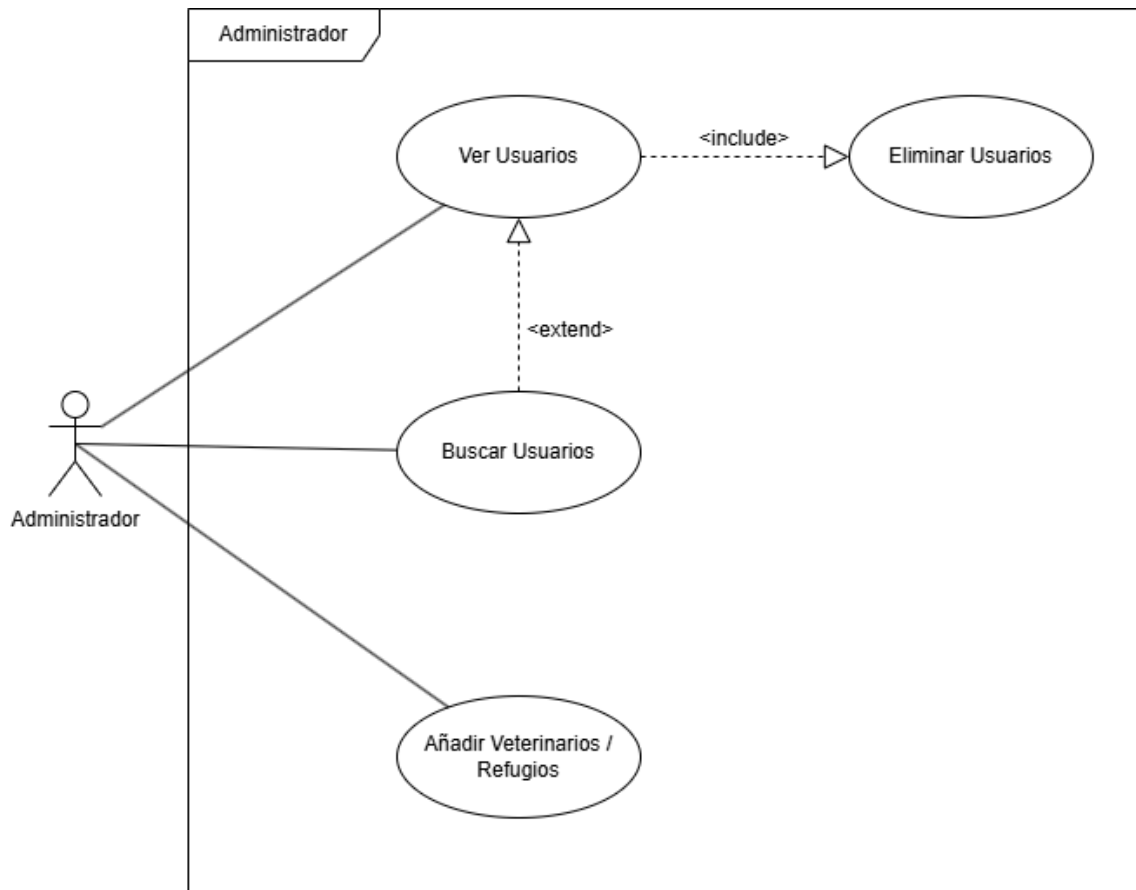 Administrador
Ver Usuarios
<include>
Eliminar Usuarios
<extend>
Buscar Usuarios
Administrador
Añadir Veterinarios /
Refugios